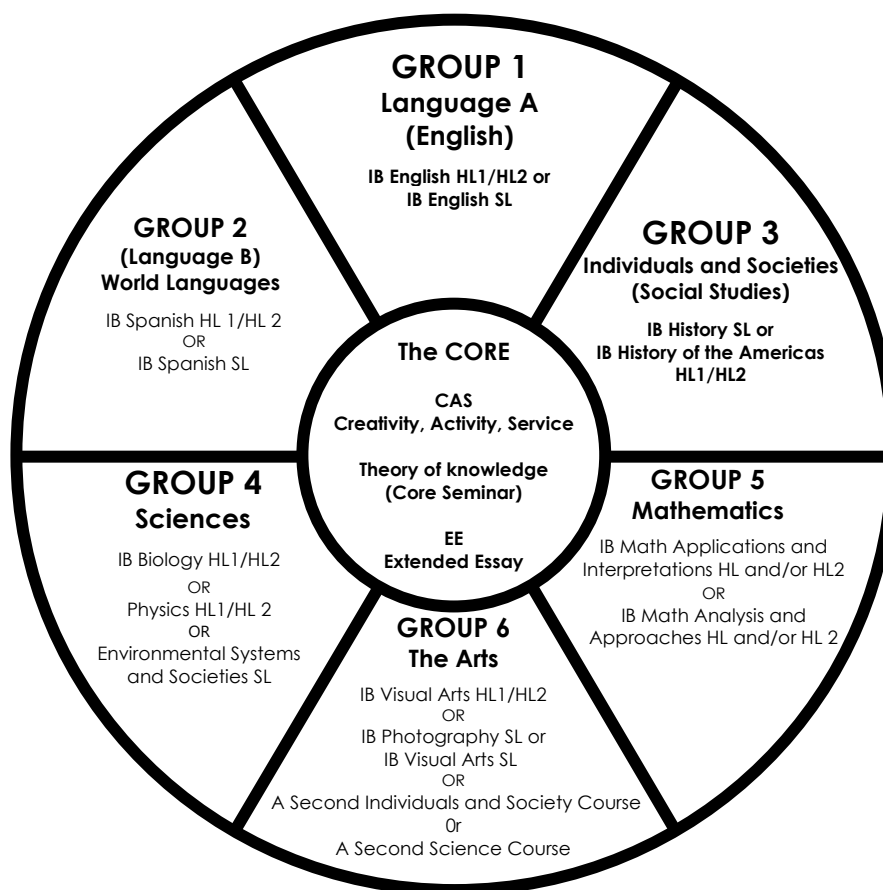 GROUP 1
Language A
(English)
IB English HL1/HL2 or
IB English SL
GROUP 2
(Language B)
World Languages
IB Spanish HL 1/HL 2
OR
IB Spanish SL
GROUP 3
Individuals and Societies
(Social Studies)
IB History SL or
IB History of the Americas
HL1/HL2
The CORE
CAS
Creativity, Activity, Service
Theory of knowledge
(Core Seminar)
EE
Extended Essay
GROUP 4
Sciences
IB Biology HL1/HL2
OR
Physics HL1/HL 2
OR
Environmental Systems
and Societies SL
GROUP 5
Mathematics
IB Math Applications and
Interpretations HL and/or HL2
OR
IB Math Analysis and
Approaches HL and/or HL 2
GROUP 6
The Arts
IB Visual Arts HL1/HL2
OR
IB Photography SL or
IB Visual Arts SL
OR
A Second Individuals and Society Course
0r
A Second Science Course